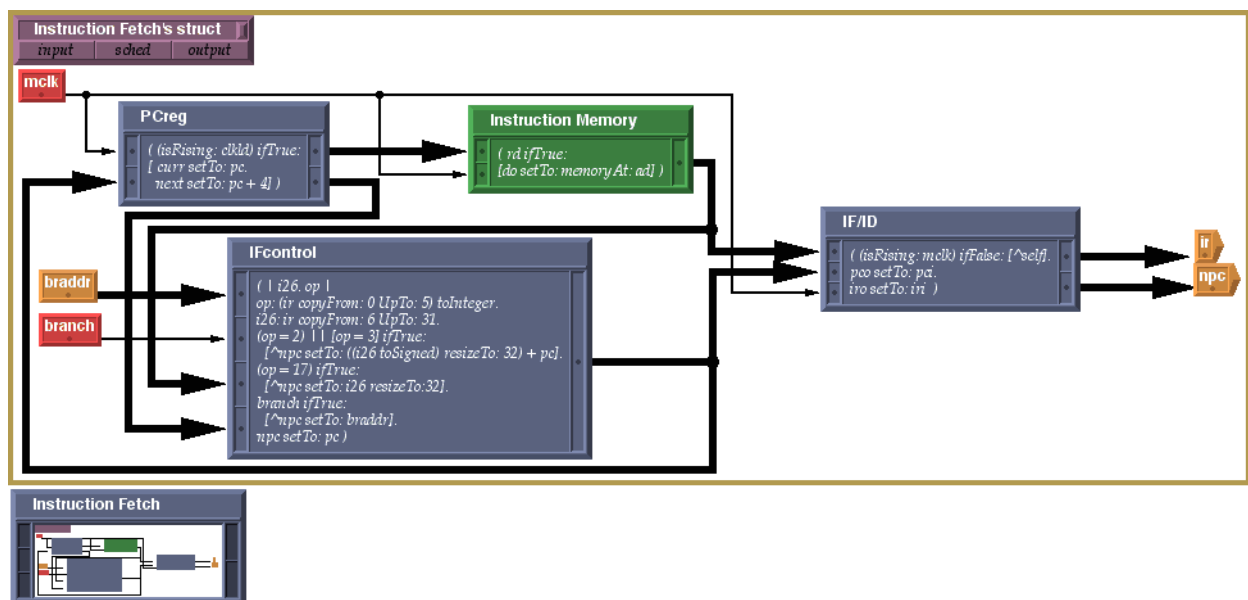 Instruction Fetch's struct
input sched output
mclk
PCreg
( (isRising: clkld) ifTrue:
[ curr setTo: pc.
next setTo: pc + 4] )
Instruction Memory
( rd ifTrue:
[do setTo: memoryAt: ad] )
IF/ID
( (isRising: mclk) ifFalse: [^self].
pco setTo: pci.
iro setTo: iri )
ir
npc
braddr
branch
IFcontrol
( | i26. op |
op: (ir copyFrom: 0 UpTo: 5) toInteger.
i26: ir copyFrom: 6 UpTo: 31.
(op = 2) || [op = 3] ifTrue:
[^npc setTo: ((i26 toSigned) resizeTo: 32) + pc].
(op = 17) ifTrue:
[^npc setTo: i26 resizeTo:32].
branch ifTrue:
[^npc setTo: braddr].
npc setTo: pc )
Instruction Fetch